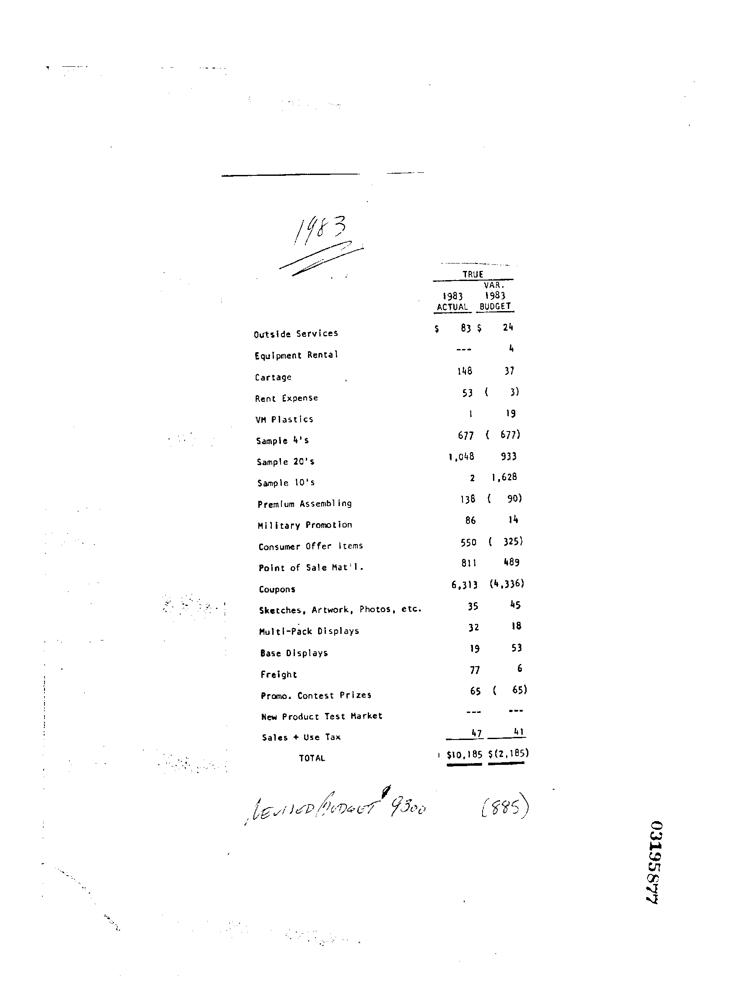 1983
TRUE
VAR.
1983 1983
ACTUAL BUDGET
Outside Services $ 83 $ 24
Equipment Rental --- 4
Cartage 148 37
Rent Expense 53 ( 3)
VM Plastics 1 19
Sample 4's 677 ( 677)
Sample 20's 1,048 933
Sample 10's 2 1,628
Premium Assembling 138 ( 90)
Military Promotion 86 14
Consumer Offer Items 550 ( 325)
Point of Sale Mat'l. 811 489
Coupons 6,313 (4,336)
Sketches, Artwork, Photos, etc. 35 45
Multi-Pack Displays 32 18
Base Displays 19 53
Freight 77 6
Promo. Contest Prizes 65 ( 65)
New Product Test Market --- ---
Sales + Use Tax 47 41
TOTAL $10,185 $(2,185)
REVISED BUDGET $9300 (885)
03195877